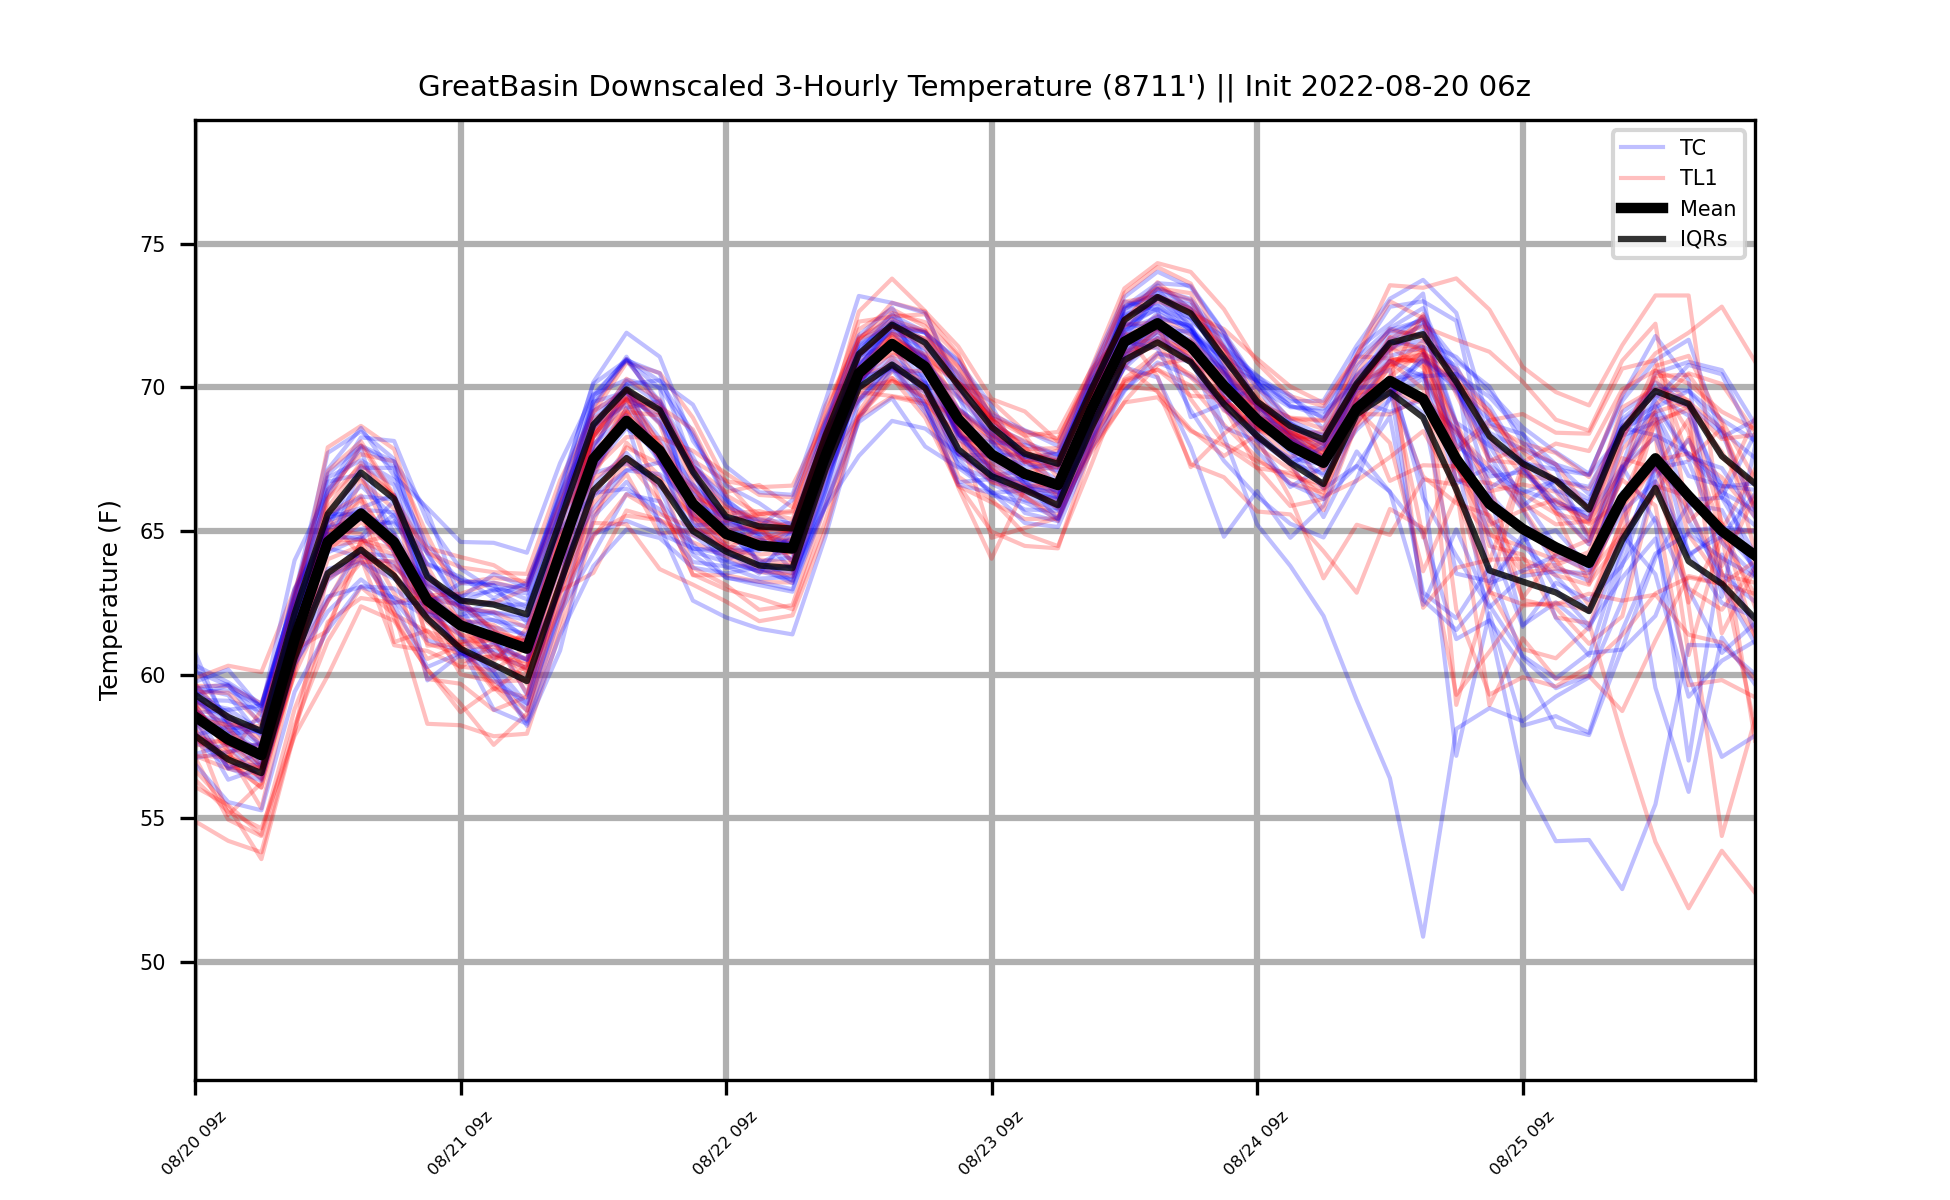 GreatBasin Downscaled 3-Hourly Temperature (8711') || Init 2022-08-20 06z
TC
TL1
Mean
IQRs
Temperature (F)
75
70
65
60
55
50
08/20 09z
08/21 09z
08/22 09z
08/23 09z
08/24 09z
08/25 09z